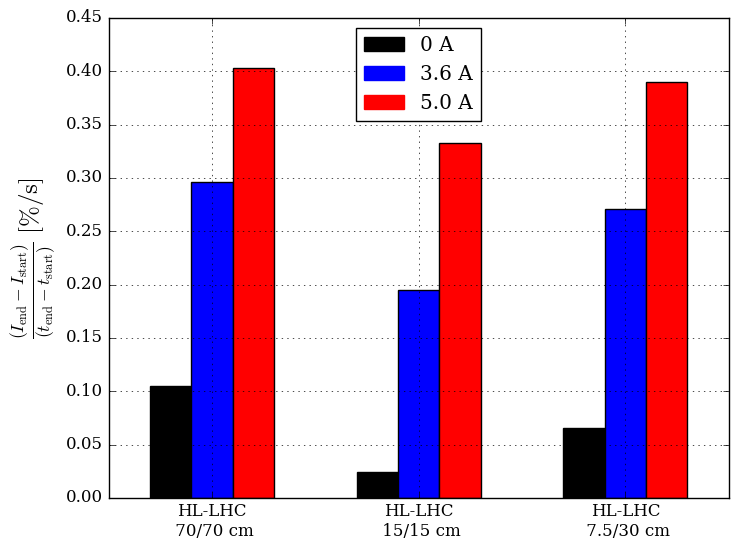 0.45
0.40
0.35
0.30
0.25
0.20
0.15
0.10
0.05
0.00
(I_end − I_start)
(t_end − t_start)
[%/s]
0 A
3.6 A
5.0 A
HL-LHC
70/70 cm
HL-LHC
15/15 cm
HL-LHC
7.5/30 cm